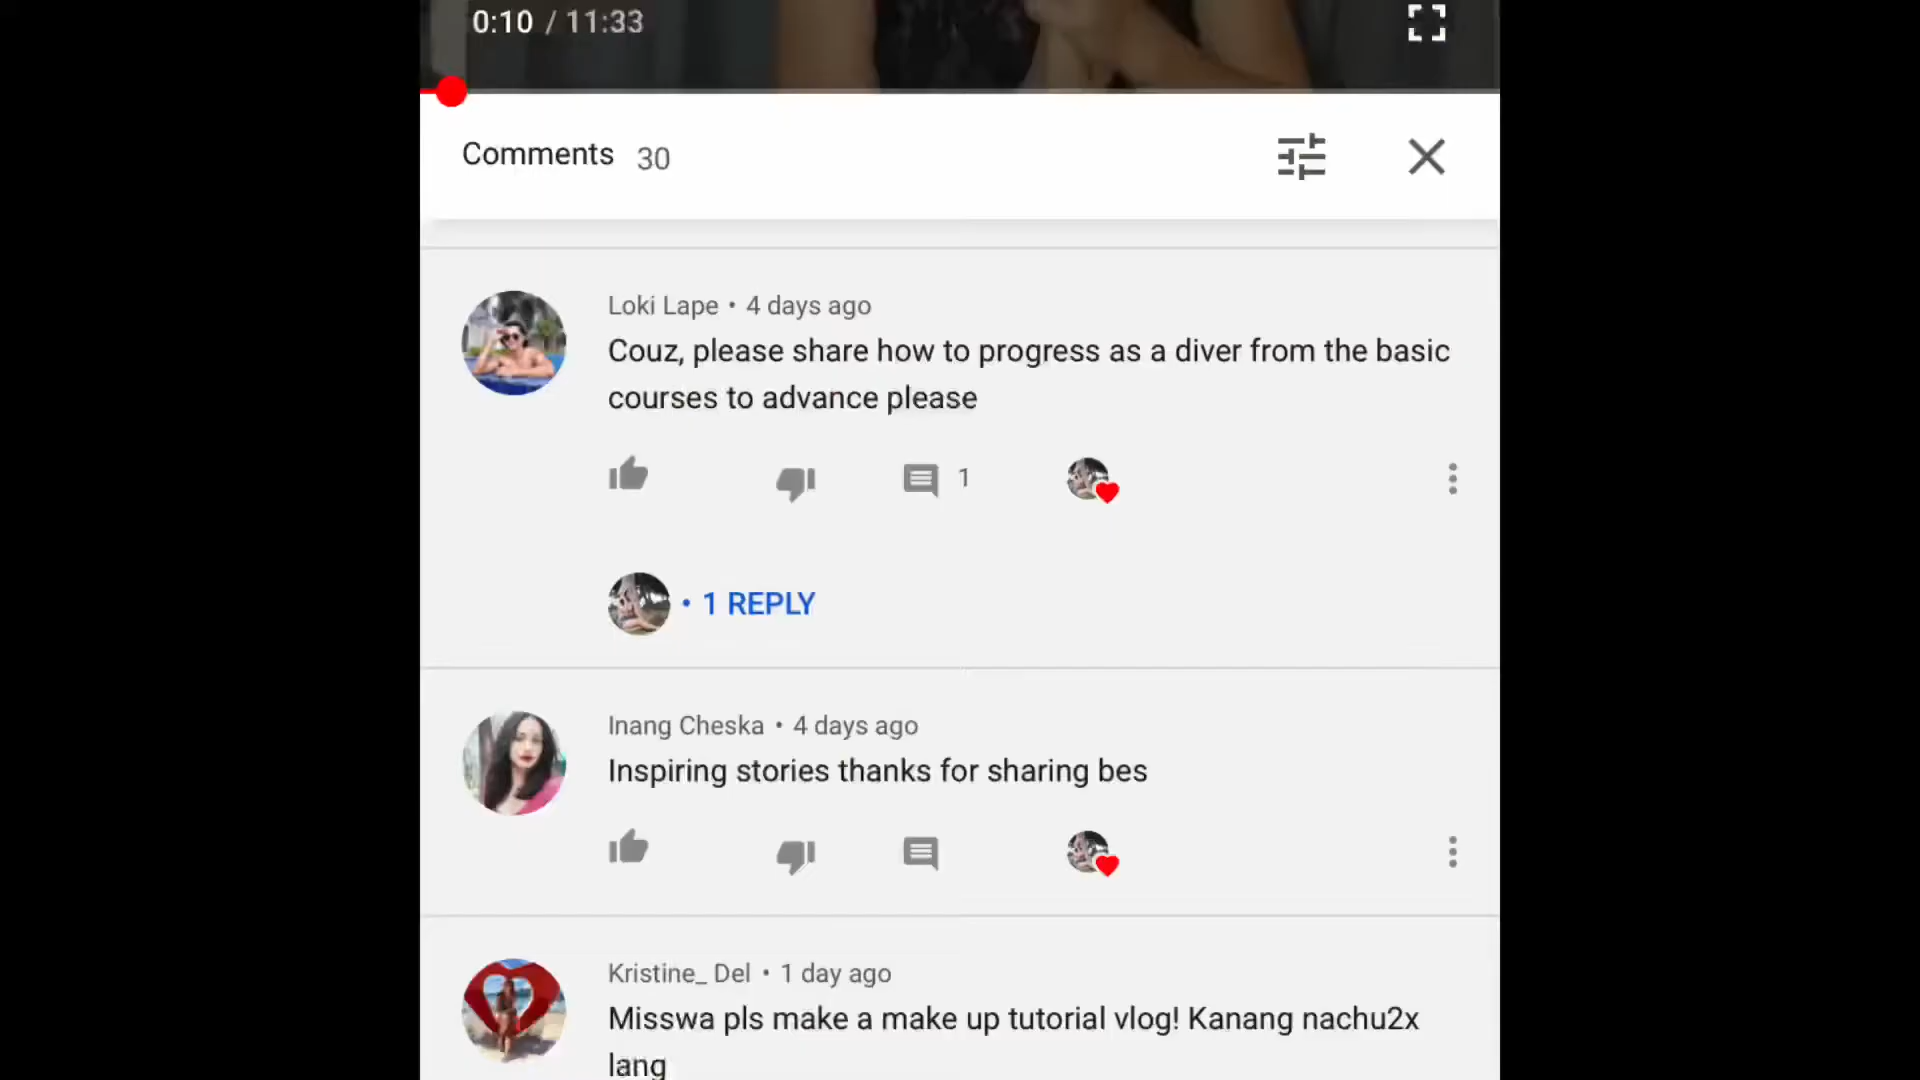 0:10 / 11:33
Comments 30
Loki Lape • 4 days ago
Couz, please share how to progress as a diver from the basic
courses to advance please
1
• 1 REPLY
Inang Cheska • 4 days ago
Inspiring stories thanks for sharing bes
Kristine_ Del • 1 day ago
Misswa pls make a make up tutorial vlog! Kanang nachu2x
lang